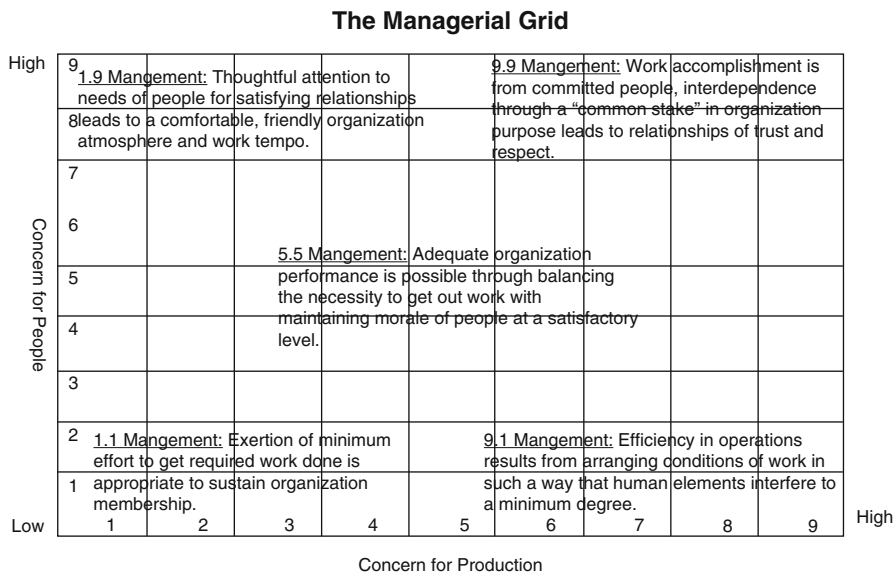 The Managerial Grid
High
9
1.9 Mangement: Thoughtful attention to
needs of people for satisfying relationships
leads to a comfortable, friendly organization
atmosphere and work tempo.
9.9 Mangement: Work accomplishment is
from committed people, interdependence
through a “common stake” in organization
purpose leads to relationships of trust and
respect.
8
7
6
5
4
3
2
1
Concern for People
5.5 Mangement: Adequate organization
performance is possible through balancing
the necessity to get out work with
maintaining morale of people at a satisfactory
level.
1.1 Mangement: Exertion of minimum
effort to get required work done is
appropriate to sustain organization
membership.
9.1 Mangement: Efficiency in operations
results from arranging conditions of work in
such a way that human elements interfere to
a minimum degree.
Low
1 2 3 4 5 6 7 8 9
High
Concern for Production